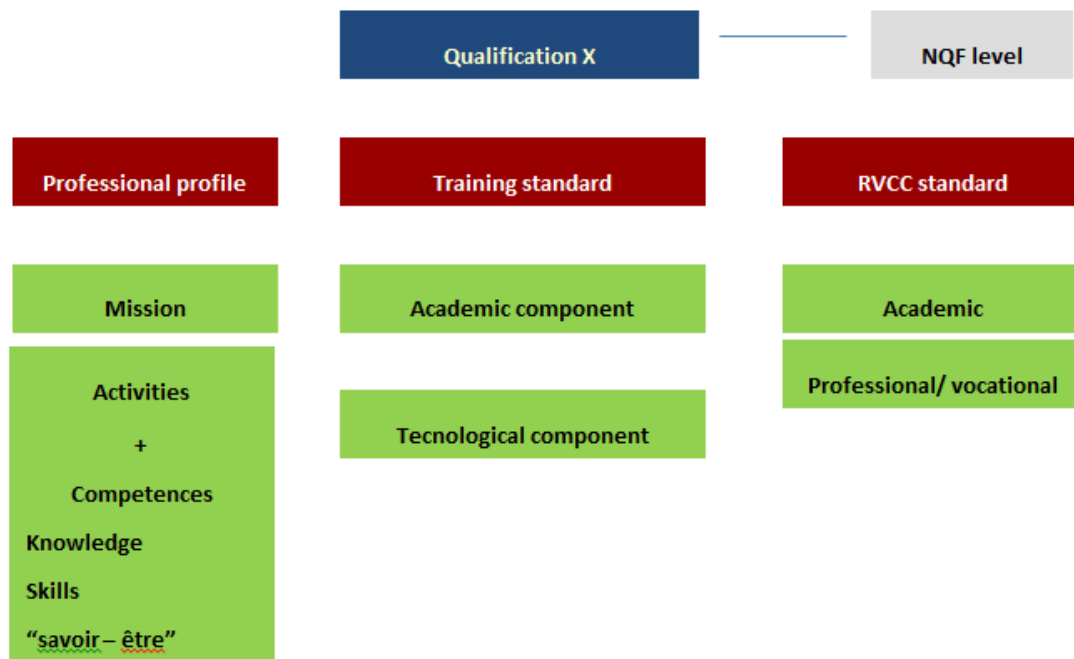 Qualification X
NQF level
Professional profile
Training standard
RVCC standard
Mission
Academic component
Academic
Activities
+
Competences
Knowledge
Skills
“savoir – être”
Tecnological component
Professional/ vocational